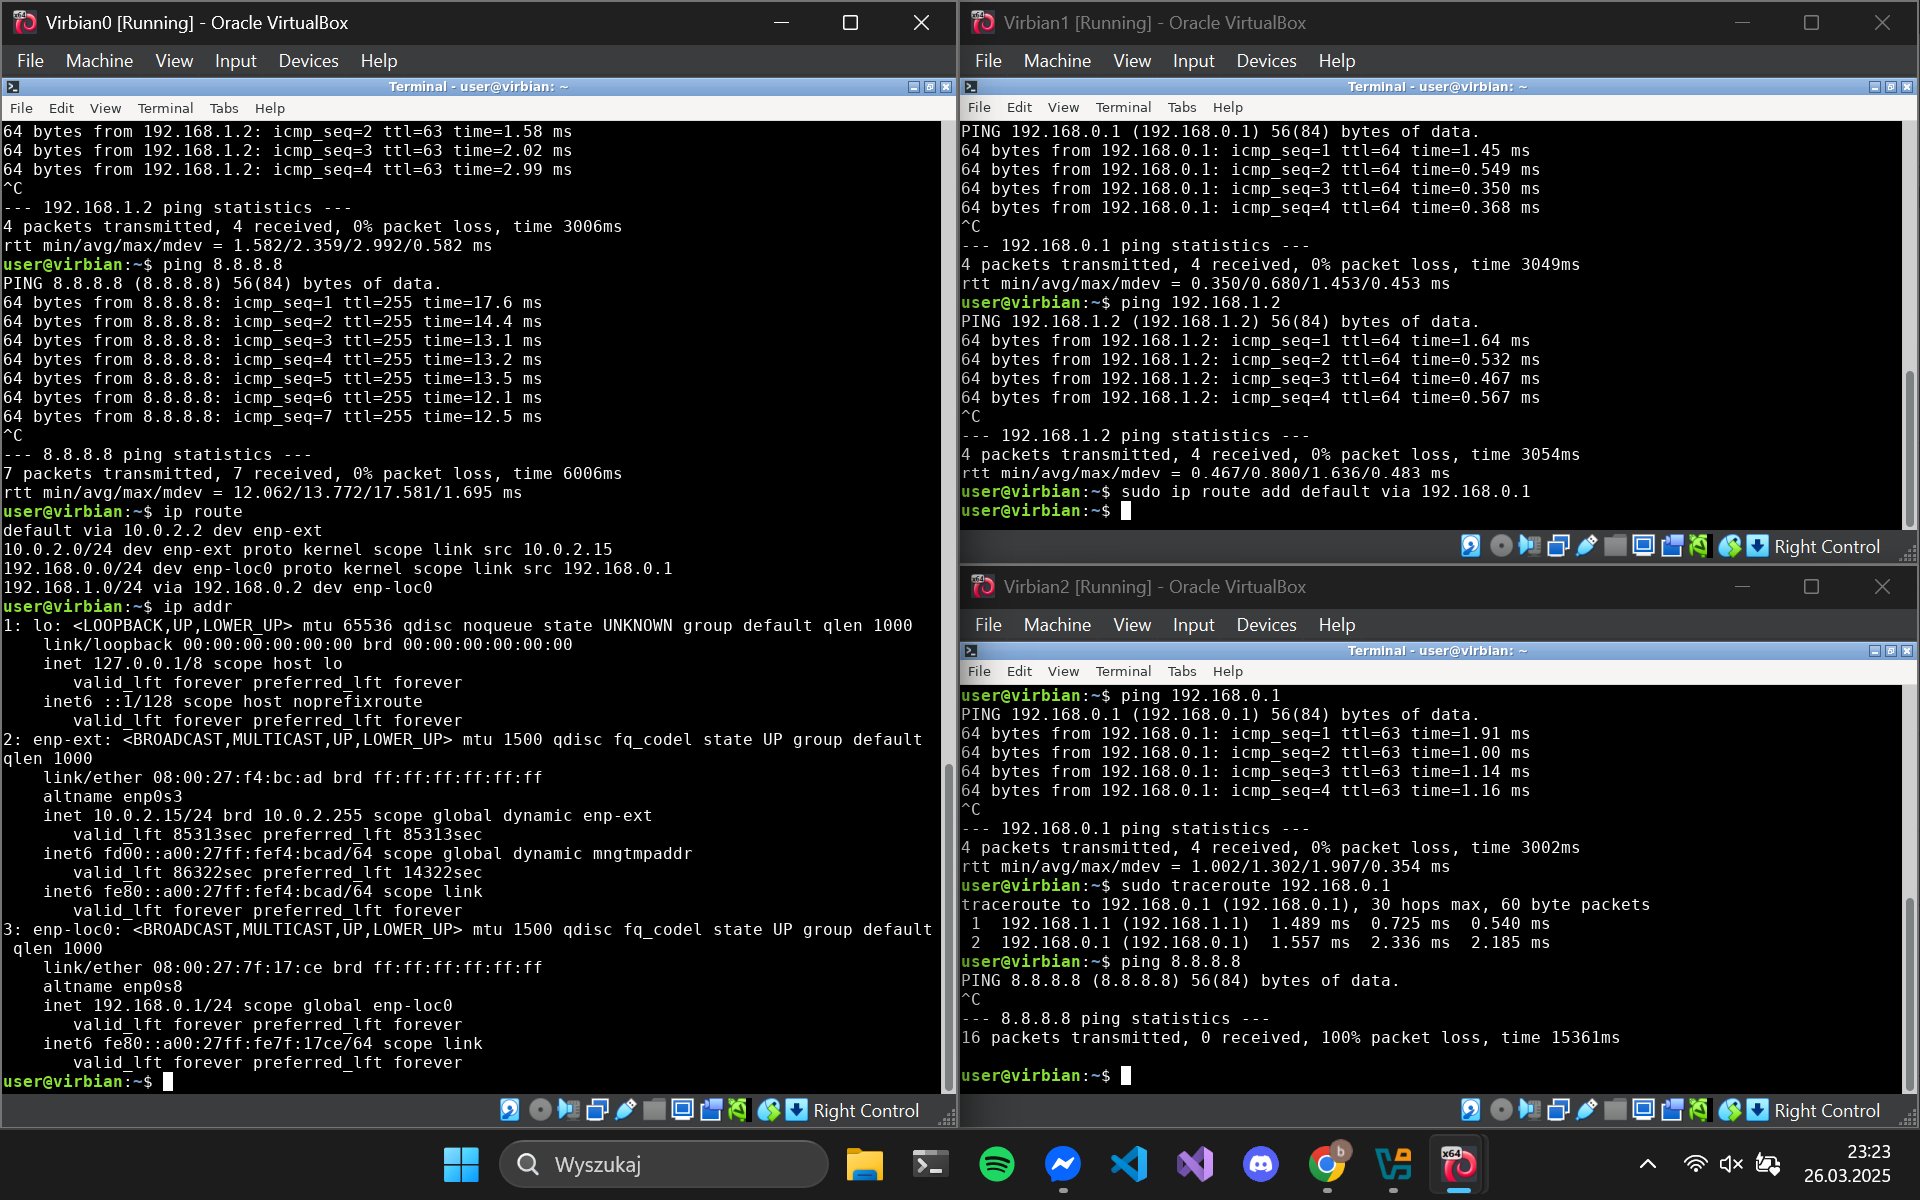 Virbian0 [Running] - Oracle VirtualBox
File Machine View Input Devices Help
Terminal - user@virbian: ~
File Edit View Terminal Tabs Help
64 bytes from 192.168.1.2: icmp_seq=2 ttl=63 time=1.58 ms
64 bytes from 192.168.1.2: icmp_seq=3 ttl=63 time=2.02 ms
64 bytes from 192.168.1.2: icmp_seq=4 ttl=63 time=2.99 ms
^C
--- 192.168.1.2 ping statistics ---
4 packets transmitted, 4 received, 0% packet loss, time 3006ms
rtt min/avg/max/mdev = 1.582/2.359/2.992/0.582 ms
user@virbian:~$ ping 8.8.8.8
PING 8.8.8.8 (8.8.8.8) 56(84) bytes of data.
64 bytes from 8.8.8.8: icmp_seq=1 ttl=255 time=17.6 ms
64 bytes from 8.8.8.8: icmp_seq=2 ttl=255 time=14.4 ms
64 bytes from 8.8.8.8: icmp_seq=3 ttl=255 time=13.1 ms
64 bytes from 8.8.8.8: icmp_seq=4 ttl=255 time=13.2 ms
64 bytes from 8.8.8.8: icmp_seq=5 ttl=255 time=13.5 ms
64 bytes from 8.8.8.8: icmp_seq=6 ttl=255 time=12.1 ms
64 bytes from 8.8.8.8: icmp_seq=7 ttl=255 time=12.5 ms
^C
--- 8.8.8.8 ping statistics ---
7 packets transmitted, 7 received, 0% packet loss, time 6006ms
rtt min/avg/max/mdev = 12.062/13.772/17.581/1.695 ms
user@virbian:~$ ip route
default via 10.0.2.2 dev enp-ext
10.0.2.0/24 dev enp-ext proto kernel scope link src 10.0.2.15
192.168.0.0/24 dev enp-loc0 proto kernel scope link src 192.168.0.1
192.168.1.0/24 via 192.168.0.2 dev enp-loc0
user@virbian:~$ ip addr
1: lo: <LOOPBACK,UP,LOWER_UP> mtu 65536 qdisc noqueue state UNKNOWN group default qlen 1000
    link/loopback 00:00:00:00:00:00 brd 00:00:00:00:00:00
    inet 127.0.0.1/8 scope host lo
       valid_lft forever preferred_lft forever
    inet6 ::1/128 scope host noprefixroute
       valid_lft forever preferred_lft forever
2: enp-ext: <BROADCAST,MULTICAST,UP,LOWER_UP> mtu 1500 qdisc fq_codel state UP group default
qlen 1000
    link/ether 08:00:27:f4:bc:ad brd ff:ff:ff:ff:ff:ff
    altname enp0s3
    inet 10.0.2.15/24 brd 10.0.2.255 scope global dynamic enp-ext
       valid_lft 85313sec preferred_lft 85313sec
    inet6 fd00::a00:27ff:fef4:bcad/64 scope global dynamic mngtmpaddr
       valid_lft 86322sec preferred_lft 14322sec
    inet6 fe80::a00:27ff:fef4:bcad/64 scope link
       valid_lft forever preferred_lft forever
3: enp-loc0: <BROADCAST,MULTICAST,UP,LOWER_UP> mtu 1500 qdisc fq_codel state UP group default
 qlen 1000
    link/ether 08:00:27:7f:17:ce brd ff:ff:ff:ff:ff:ff
    altname enp0s8
    inet 192.168.0.1/24 scope global enp-loc0
       valid_lft forever preferred_lft forever
    inet6 fe80::a00:27ff:fe7f:17ce/64 scope link
       valid_lft forever preferred_lft forever
user@virbian:~$
Right Control
Virbian1 [Running] - Oracle VirtualBox
File Machine View Input Devices Help
Terminal - user@virbian: ~
File Edit View Terminal Tabs Help
PING 192.168.0.1 (192.168.0.1) 56(84) bytes of data.
64 bytes from 192.168.0.1: icmp_seq=1 ttl=64 time=1.45 ms
64 bytes from 192.168.0.1: icmp_seq=2 ttl=64 time=0.549 ms
64 bytes from 192.168.0.1: icmp_seq=3 ttl=64 time=0.350 ms
64 bytes from 192.168.0.1: icmp_seq=4 ttl=64 time=0.368 ms
^C
--- 192.168.0.1 ping statistics ---
4 packets transmitted, 4 received, 0% packet loss, time 3049ms
rtt min/avg/max/mdev = 0.350/0.680/1.453/0.453 ms
user@virbian:~$ ping 192.168.1.2
PING 192.168.1.2 (192.168.1.2) 56(84) bytes of data.
64 bytes from 192.168.1.2: icmp_seq=1 ttl=64 time=1.64 ms
64 bytes from 192.168.1.2: icmp_seq=2 ttl=64 time=0.532 ms
64 bytes from 192.168.1.2: icmp_seq=3 ttl=64 time=0.467 ms
64 bytes from 192.168.1.2: icmp_seq=4 ttl=64 time=0.567 ms
^C
--- 192.168.1.2 ping statistics ---
4 packets transmitted, 4 received, 0% packet loss, time 3054ms
rtt min/avg/max/mdev = 0.467/0.800/1.636/0.483 ms
user@virbian:~$ sudo ip route add default via 192.168.0.1
user@virbian:~$
Right Control
Virbian2 [Running] - Oracle VirtualBox
File Machine View Input Devices Help
Terminal - user@virbian: ~
File Edit View Terminal Tabs Help
user@virbian:~$ ping 192.168.0.1
PING 192.168.0.1 (192.168.0.1) 56(84) bytes of data.
64 bytes from 192.168.0.1: icmp_seq=1 ttl=63 time=1.91 ms
64 bytes from 192.168.0.1: icmp_seq=2 ttl=63 time=1.00 ms
64 bytes from 192.168.0.1: icmp_seq=3 ttl=63 time=1.14 ms
64 bytes from 192.168.0.1: icmp_seq=4 ttl=63 time=1.16 ms
^C
--- 192.168.0.1 ping statistics ---
4 packets transmitted, 4 received, 0% packet loss, time 3002ms
rtt min/avg/max/mdev = 1.002/1.302/1.907/0.354 ms
user@virbian:~$ sudo traceroute 192.168.0.1
traceroute to 192.168.0.1 (192.168.0.1), 30 hops max, 60 byte packets
 1  192.168.1.1 (192.168.1.1)  1.489 ms  0.725 ms  0.540 ms
 2  192.168.0.1 (192.168.0.1)  1.557 ms  2.336 ms  2.185 ms
user@virbian:~$ ping 8.8.8.8
PING 8.8.8.8 (8.8.8.8) 56(84) bytes of data.
^C
--- 8.8.8.8 ping statistics ---
16 packets transmitted, 0 received, 100% packet loss, time 15361ms
user@virbian:~$
Right Control
Wyszukaj
b
x64
23:23
26.03.2025